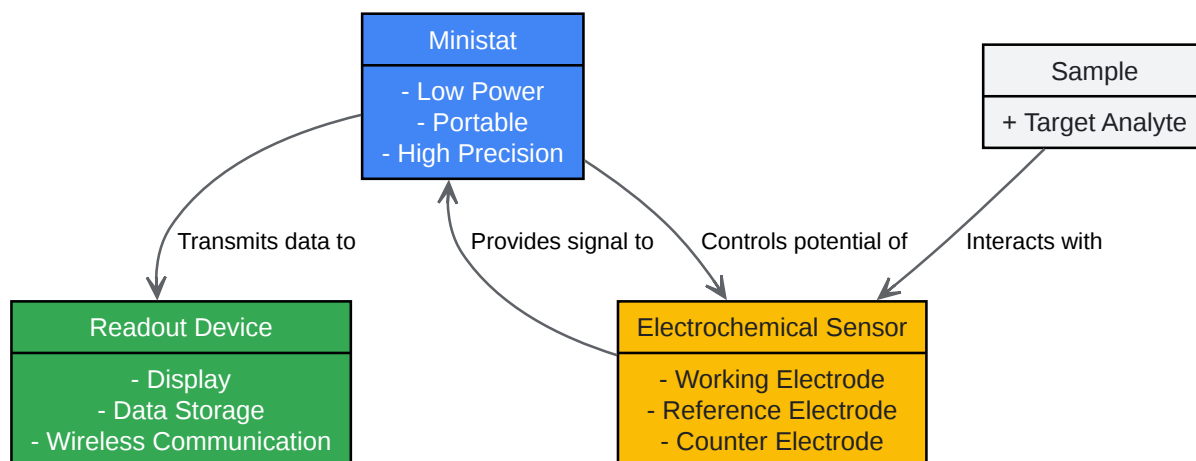 Ministat
- Low Power
- Portable
- High Precision
Sample
+ Target Analyte
Transmits data to
Provides signal to
Controls potential of
Interacts with
Readout Device
- Display
- Data Storage
- Wireless Communication
Electrochemical Sensor
- Working Electrode
- Reference Electrode
- Counter Electrode